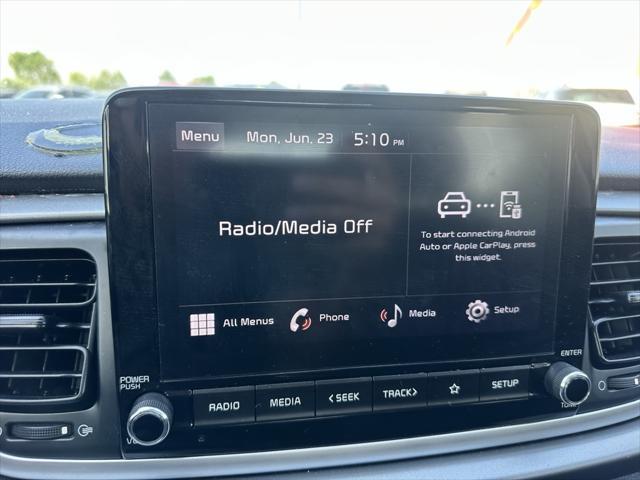 Menu Mon, Jun. 23 5:10 PM
Radio/Media Off
To start connecting Android
Auto or Apple CarPlay, press
this widget.
All Menus Phone Media Setup
POWER
PUSH
ENTER
RADIO MEDIA <SEEK TRACK> SETUP